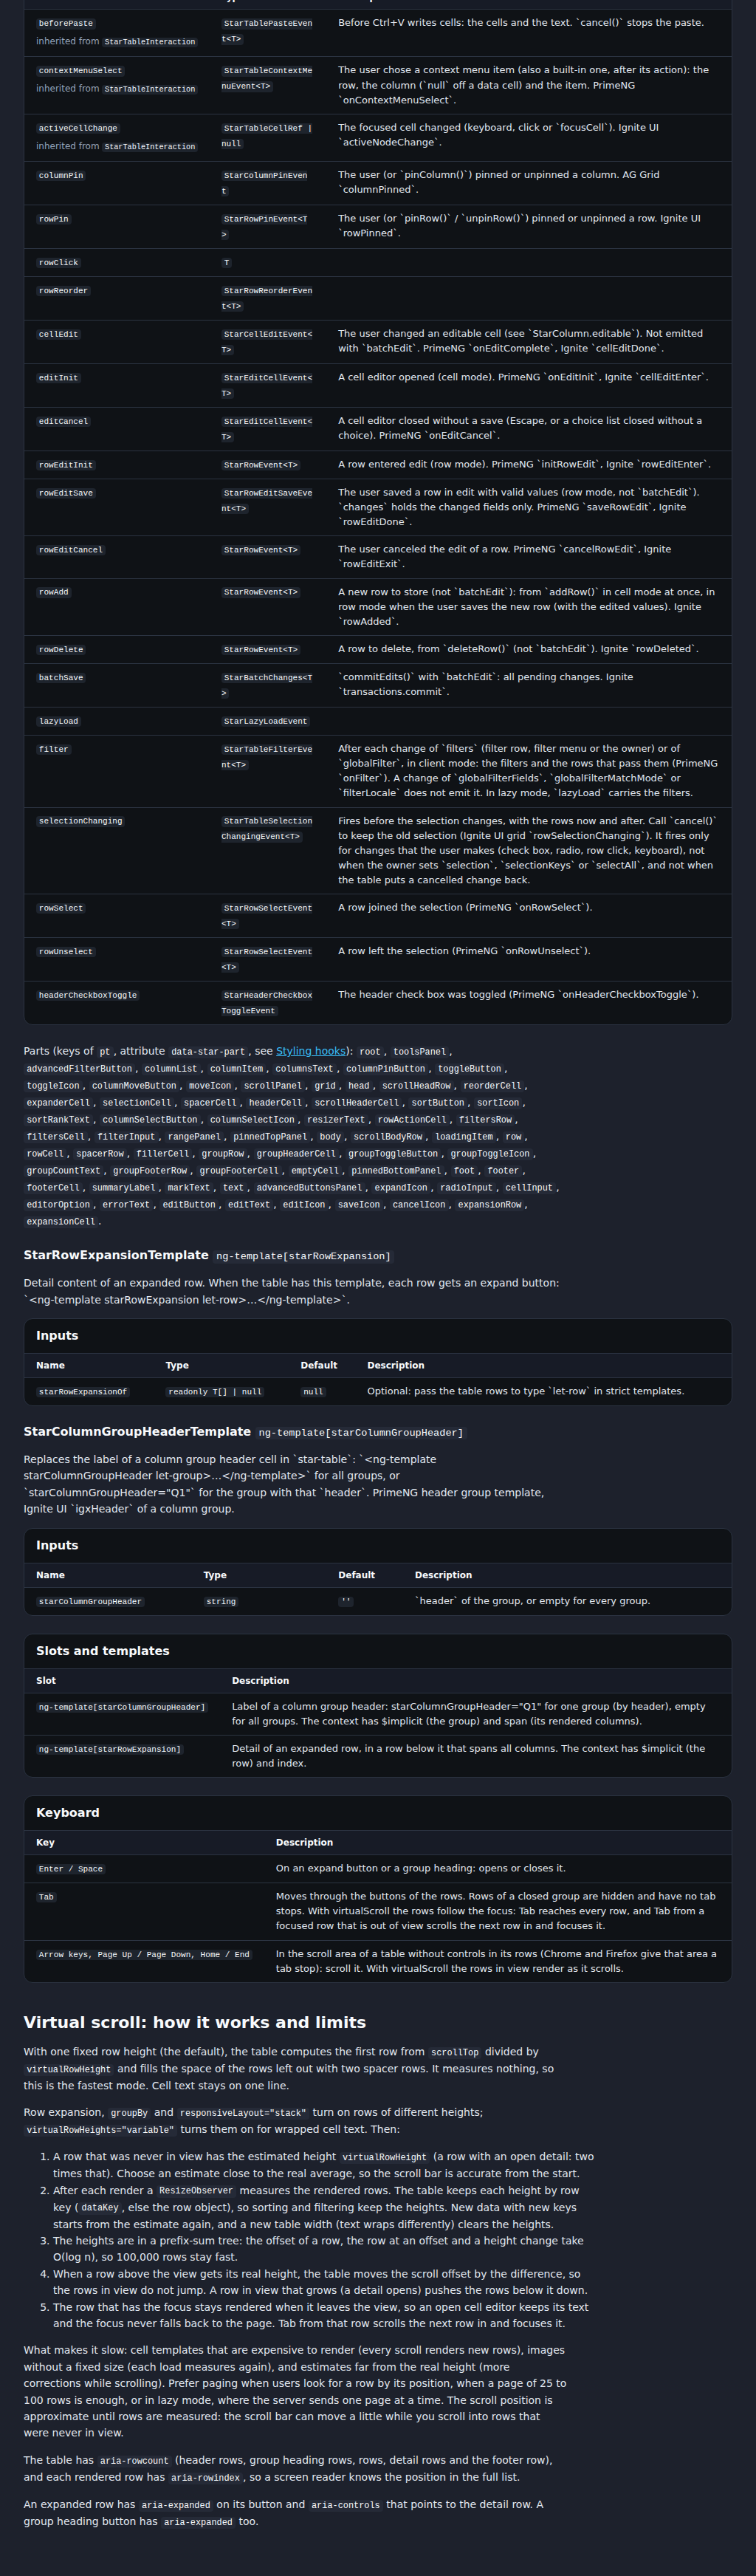 beforePaste
inherited from StarTableInteraction
StarTablePasteEven
t<T>
Before Ctrl+V writes cells: the cells and the text. `cancel()` stops the paste.
contextMenuSelect
inherited from StarTableInteraction
StarTableContextMe
nuEvent<T>
The user chose a context menu item (also a built-in one, after its action): the
row, the column (`null` off a data cell) and the item. PrimeNG
`onContextMenuSelect`.
activeCellChange
inherited from StarTableInteraction
StarTableCellRef |
null
The focused cell changed (keyboard, click or `focusCell`). Ignite UI
`activeNodeChange`.
columnPin
StarColumnPinEven
t
The user (or `pinColumn()`) pinned or unpinned a column. AG Grid
`columnPinned`.
rowPin
StarRowPinEvent<T
>
The user (or `pinRow()` / `unpinRow()`) pinned or unpinned a row. Ignite UI
`rowPinned`.
rowClick
T
rowReorder
StarRowReorderEven
t<T>
cellEdit
StarCellEditEvent<
T>
The user changed an editable cell (see `StarColumn.editable`). Not emitted
with `batchEdit`. PrimeNG `onEditComplete`, Ignite `cellEditDone`.
editInit
StarEditCellEvent<
T>
A cell editor opened (cell mode). PrimeNG `onEditInit`, Ignite `cellEditEnter`.
editCancel
StarEditCellEvent<
T>
A cell editor closed without a save (Escape, or a choice list closed without a
choice). PrimeNG `onEditCancel`.
rowEditInit
StarRowEvent<T>
A row entered edit (row mode). PrimeNG `initRowEdit`, Ignite `rowEditEnter`.
rowEditSave
StarRowEditSaveEve
nt<T>
The user saved a row in edit with valid values (row mode, not `batchEdit`).
`changes` holds the changed fields only. PrimeNG `saveRowEdit`, Ignite
`rowEditDone`.
rowEditCancel
StarRowEvent<T>
The user canceled the edit of a row. PrimeNG `cancelRowEdit`, Ignite
`rowEditExit`.
rowAdd
StarRowEvent<T>
A new row to store (not `batchEdit`): from `addRow()` in cell mode at once, in
row mode when the user saves the new row (with the edited values). Ignite
`rowAdded`.
rowDelete
StarRowEvent<T>
A row to delete, from `deleteRow()` (not `batchEdit`). Ignite `rowDeleted`.
batchSave
StarBatchChanges<T
>
`commitEdits()` with `batchEdit`: all pending changes. Ignite
`transactions.commit`.
lazyLoad
StarLazyLoadEvent
filter
StarTableFilterEve
nt<T>
After each change of `filters` (filter row, filter menu or the owner) or of
`globalFilter`, in client mode: the filters and the rows that pass them (PrimeNG
`onFilter`). A change of `globalFilterFields`, `globalFilterMatchMode` or
`filterLocale` does not emit it. In lazy mode, `lazyLoad` carries the filters.
selectionChanging
StarTableSelection
ChangingEvent<T>
Fires before the selection changes, with the rows now and after. Call `cancel()`
to keep the old selection (Ignite UI grid `rowSelectionChanging`). It fires only
for changes that the user makes (check box, radio, row click, keyboard), not
when the owner sets `selection`, `selectionKeys` or `selectAll`, and not when
the table puts a cancelled change back.
rowSelect
StarRowSelectEvent
<T>
A row joined the selection (PrimeNG `onRowSelect`).
rowUnselect
StarRowSelectEvent
<T>
A row left the selection (PrimeNG `onRowUnselect`).
headerCheckboxToggle
StarHeaderCheckbox
ToggleEvent
The header check box was toggled (PrimeNG `onHeaderCheckboxToggle`).
Parts (keys of pt, attribute data-star-part, see Styling hooks): root, toolsPanel,
advancedFilterButton, columnList, columnItem, columnsText, columnPinButton, toggleButton,
toggleIcon, columnMoveButton, moveIcon, scrollPanel, grid, head, scrollHeadRow, reorderCell,
expanderCell, selectionCell, spacerCell, headerCell, scrollHeaderCell, sortButton, sortIcon,
sortRankText, columnSelectButton, columnSelectIcon, resizerText, rowActionCell, filtersRow,
filtersCell, filterInput, rangePanel, pinnedTopPanel, body, scrollBodyRow, loadingItem, row,
rowCell, spacerRow, fillerCell, groupRow, groupHeaderCell, groupToggleButton, groupToggleIcon,
groupCountText, groupFooterRow, groupFooterCell, emptyCell, pinnedBottomPanel, foot, footer,
footerCell, summaryLabel, markText, text, advancedButtonsPanel, expandIcon, radioInput, cellInput,
editorOption, errorText, editButton, editText, editIcon, saveIcon, cancelIcon, expansionRow,
expansionCell.
StarRowExpansionTemplate ng-template[starRowExpansion]
Detail content of an expanded row. When the table has this template, each row gets an expand button:
`<ng-template starRowExpansion let-row>…</ng-template>`.
Inputs
Name Type Default Description
starRowExpansionOf readonly T[] | null null Optional: pass the table rows to type `let-row` in strict templates.
StarColumnGroupHeaderTemplate ng-template[starColumnGroupHeader]
Replaces the label of a column group header cell in `star-table`: `<ng-template
starColumnGroupHeader let-group>…</ng-template>` for all groups, or
`starColumnGroupHeader="Q1"` for the group with that `header`. PrimeNG header group template,
Ignite UI `igxHeader` of a column group.
Inputs
Name Type Default Description
starColumnGroupHeader string '' `header` of the group, or empty for every group.
Slots and templates
Slot Description
ng-template[starColumnGroupHeader]
Label of a column group header: starColumnGroupHeader="Q1" for one group (by header), empty
for all groups. The context has $implicit (the group) and span (its rendered columns).
ng-template[starRowExpansion]
Detail of an expanded row, in a row below it that spans all columns. The context has $implicit (the
row) and index.
Keyboard
Key Description
Enter / Space On an expand button or a group heading: opens or closes it.
Tab
Moves through the buttons of the rows. Rows of a closed group are hidden and have no tab
stops. With virtualScroll the rows follow the focus: Tab reaches every row, and Tab from a
focused row that is out of view scrolls the next row in and focuses it.
Arrow keys, Page Up / Page Down, Home / End
In the scroll area of a table without controls in its rows (Chrome and Firefox give that area a
tab stop): scroll it. With virtualScroll the rows in view render as it scrolls.
Virtual scroll: how it works and limits
With one fixed row height (the default), the table computes the first row from scrollTop divided by
virtualRowHeight and fills the space of the rows left out with two spacer rows. It measures nothing, so
this is the fastest mode. Cell text stays on one line.
Row expansion, groupBy and responsiveLayout="stack" turn on rows of different heights;
virtualRowHeights="variable" turns them on for wrapped cell text. Then:
1. A row that was never in view has the estimated height virtualRowHeight (a row with an open detail: two
times that). Choose an estimate close to the real average, so the scroll bar is accurate from the start.
2. After each render a ResizeObserver measures the rendered rows. The table keeps each height by row
key (dataKey, else the row object), so sorting and filtering keep the heights. New data with new keys
starts from the estimate again, and a new table width (text wraps differently) clears the heights.
3. The heights are in a prefix-sum tree: the offset of a row, the row at an offset and a height change take
O(log n), so 100,000 rows stay fast.
4. When a row above the view gets its real height, the table moves the scroll offset by the difference, so
the rows in view do not jump. A row in view that grows (a detail opens) pushes the rows below it down.
5. The row that has the focus stays rendered when it leaves the view, so an open cell editor keeps its text
and the focus never falls back to the page. Tab from that row scrolls the next row in and focuses it.
What makes it slow: cell templates that are expensive to render (every scroll renders new rows), images
without a fixed size (each load measures again), and estimates far from the real height (more
corrections while scrolling). Prefer paging when users look for a row by its position, when a page of 25 to
100 rows is enough, or in lazy mode, where the server sends one page at a time. The scroll position is
approximate until rows are measured: the scroll bar can move a little while you scroll into rows that
were never in view.
The table has aria-rowcount (header rows, group heading rows, rows, detail rows and the footer row),
and each rendered row has aria-rowindex, so a screen reader knows the position in the full list.
An expanded row has aria-expanded on its button and aria-controls that points to the detail row. A
group heading button has aria-expanded too.